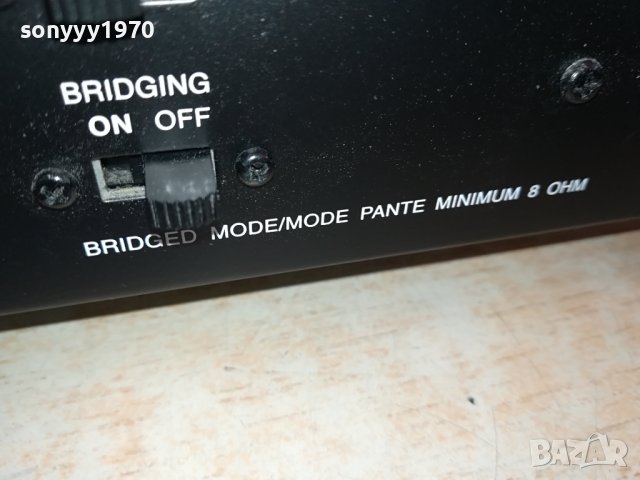 sonyyy1970
BRIDGING
ON OFF
BRIDGED MODE/MODE PANTE MINIMUM 8 OHM
BAZAR